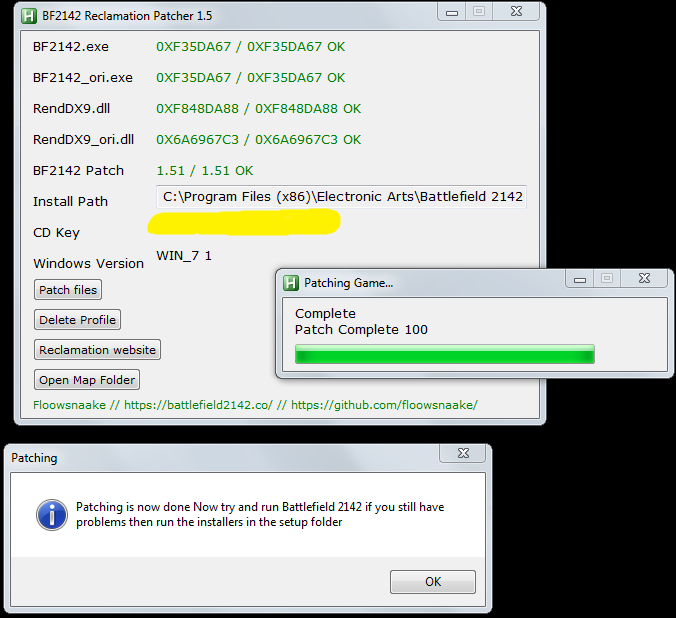 BF2142 Reclamation Patcher 1.5
BF2142.exe 0XF35DA67 / 0XF35DA67 OK
BF2142_ori.exe 0XF35DA67 / 0XF35DA67 OK
RendDX9.dll 0XF848DA88 / 0XF848DA88 OK
RendDX9_ori.dll 0X6A6967C3 / 0X6A6967C3 OK
BF2142 Patch 1.51 / 1.51 OK
Install Path C:\Program Files (x86)\Electronic Arts\Battlefield 2142
CD Key
Windows Version WIN_7 1
Patch files
Delete Profile
Reclamation website
Open Map Folder
Floowsnaake // https://battlefield2142.co/ // https://github.com/floowsnaake/
Patching Game...
Complete
Patch Complete 100
Patching
Patching is now done Now try and run Battlefield 2142 if you still have
problems then run the installers in the setup folder
OK